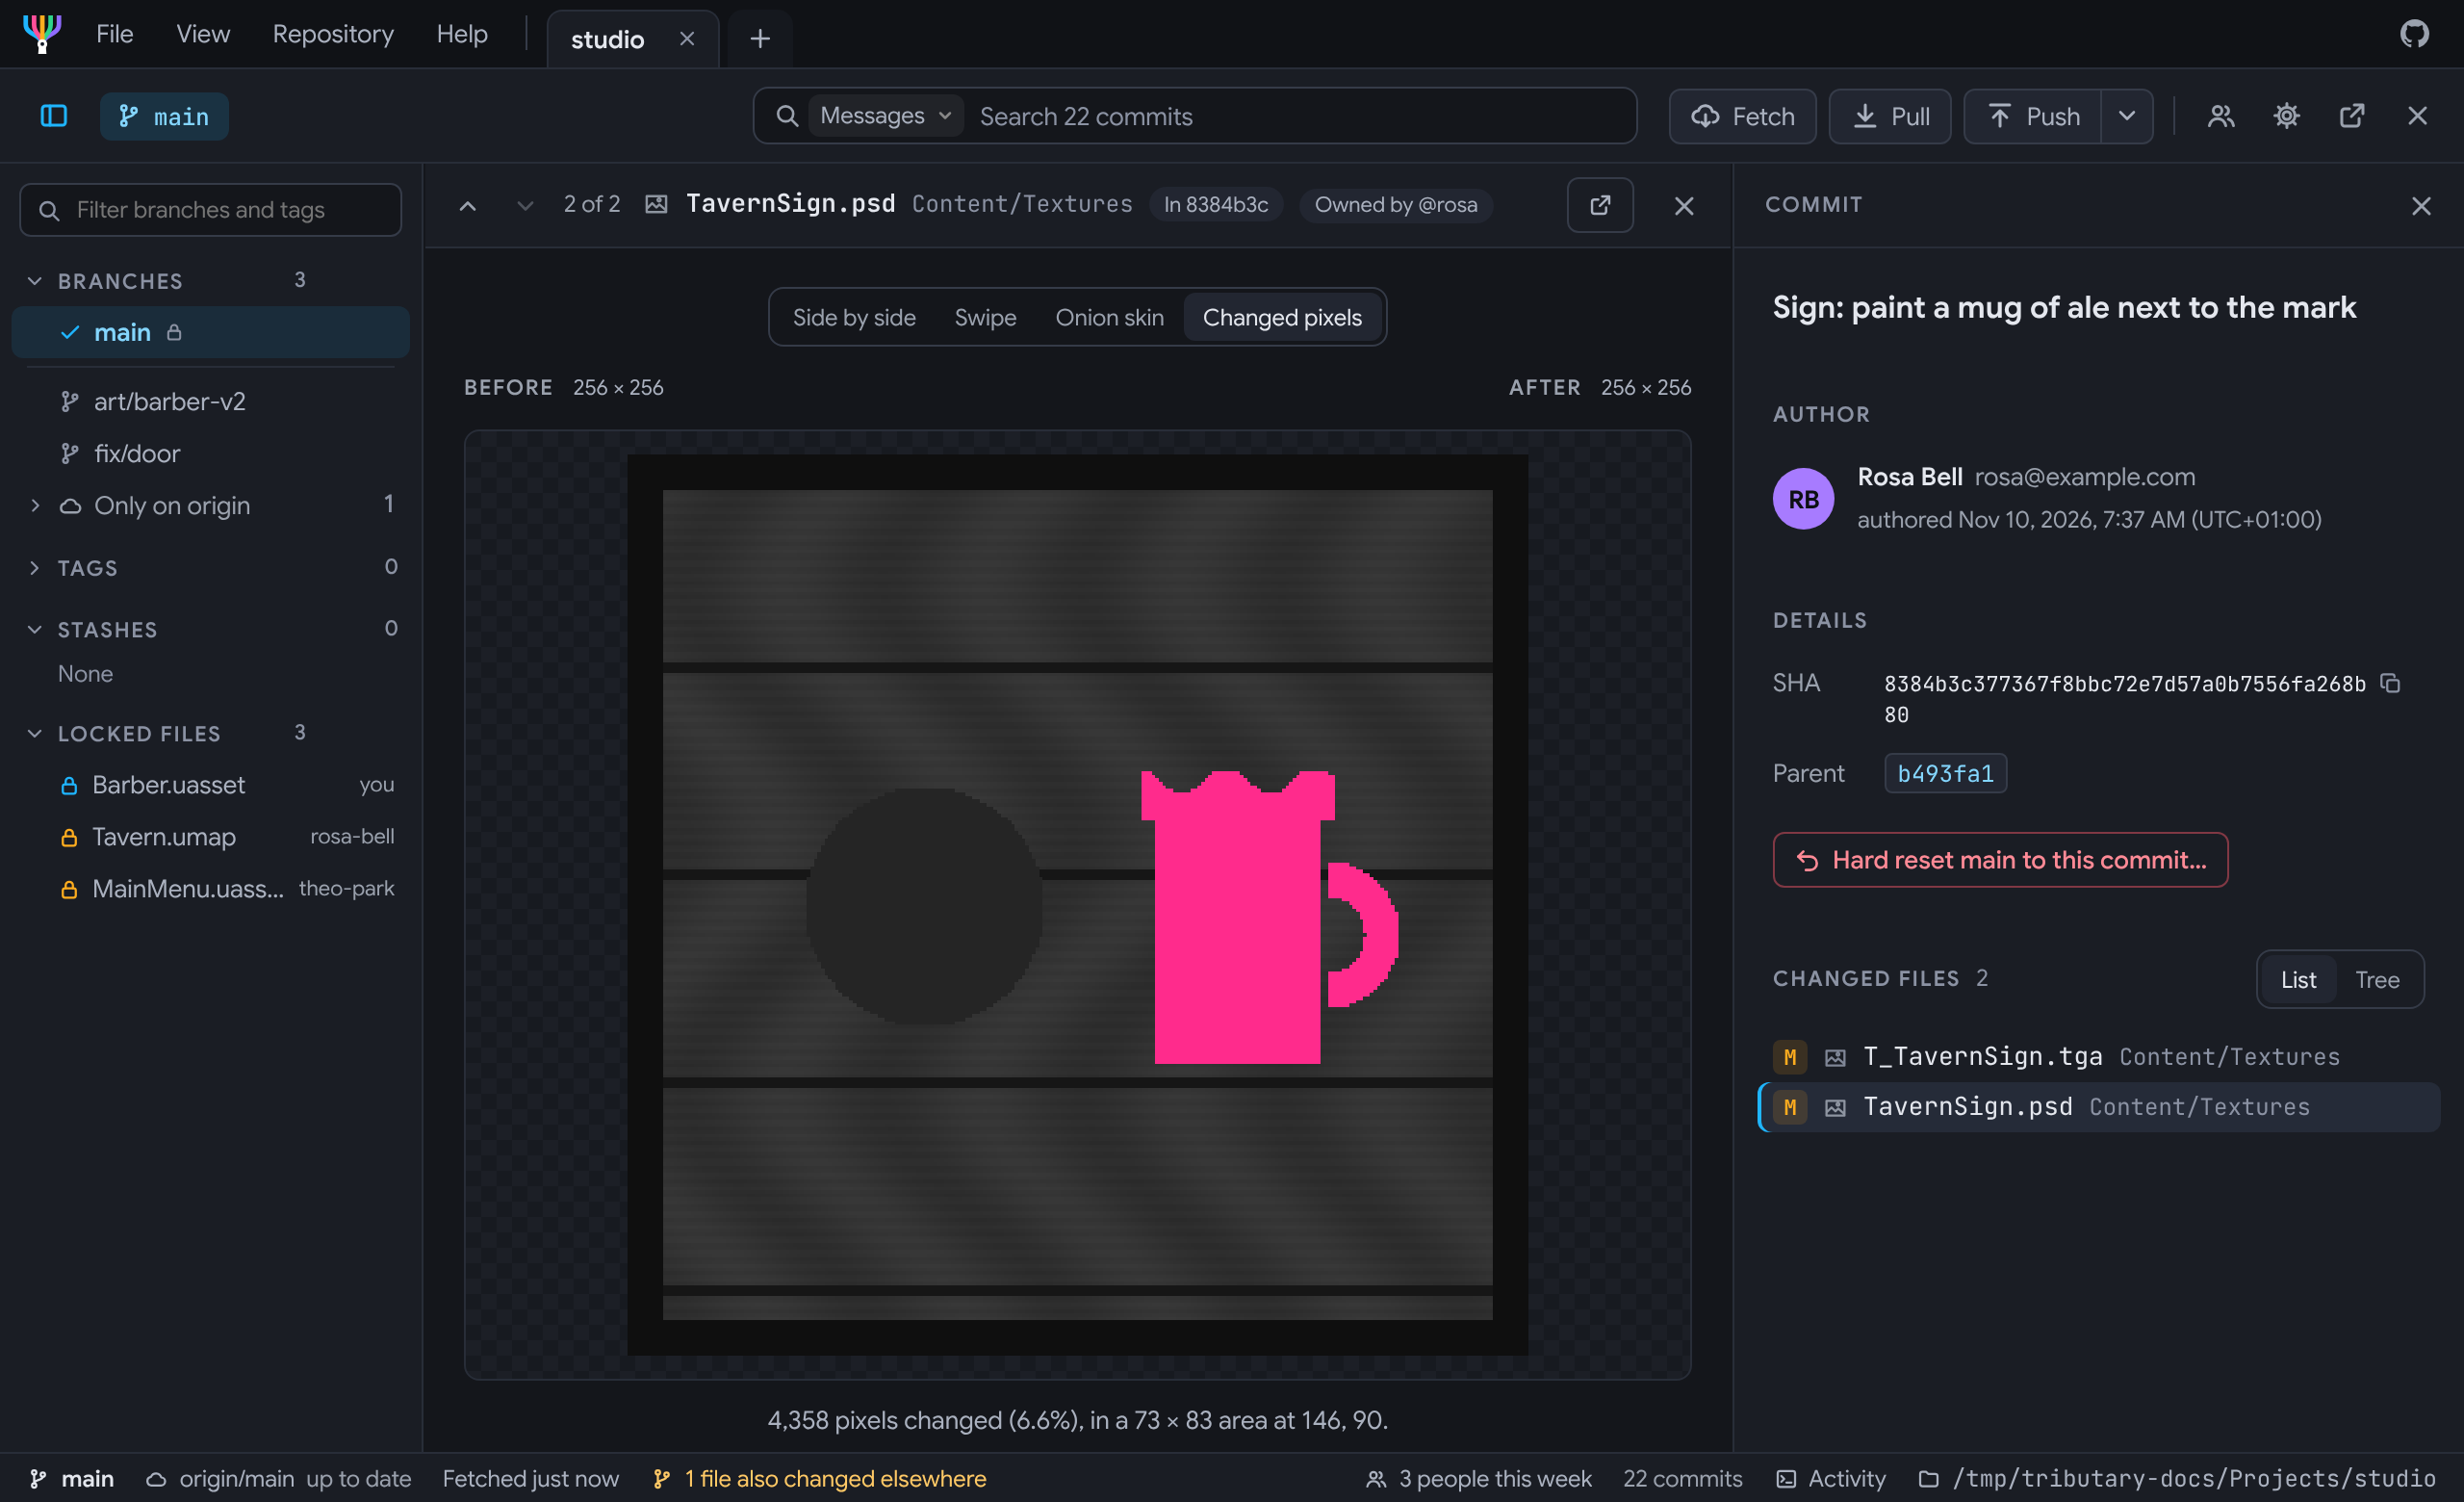 File View Repository Help studio
main Messages Search 22 commits Fetch Pull Push
Filter branches and tags
BRANCHES 3
main
art/barber-v2
fix/door
Only on origin 1
TAGS 0
STASHES 0
None
LOCKED FILES 3
Barber.uasset you
Tavern.umap rosa-bell
MainMenu.uass... theo-park
2 of 2 TavernSign.psd Content/Textures In 8384b3c Owned by @rosa
Side by side Swipe Onion skin Changed pixels
BEFORE 256 × 256 AFTER 256 × 256
4,358 pixels changed (6.6%), in a 73 × 83 area at 146, 90.
COMMIT
Sign: paint a mug of ale next to the mark
AUTHOR
RB Rosa Bell rosa@example.com
authored Nov 10, 2026, 7:37 AM (UTC+01:00)
DETAILS
SHA 8384b3c377367f8bbc72e7d57a0b7556fa268b
80
Parent b493fa1
Hard reset main to this commit...
CHANGED FILES 2 List Tree
M T_TavernSign.tga Content/Textures
M TavernSign.psd Content/Textures
main origin/main up to date Fetched just now 1 file also changed elsewhere 3 people this week 22 commits Activity /tmp/tributary-docs/Projects/studio